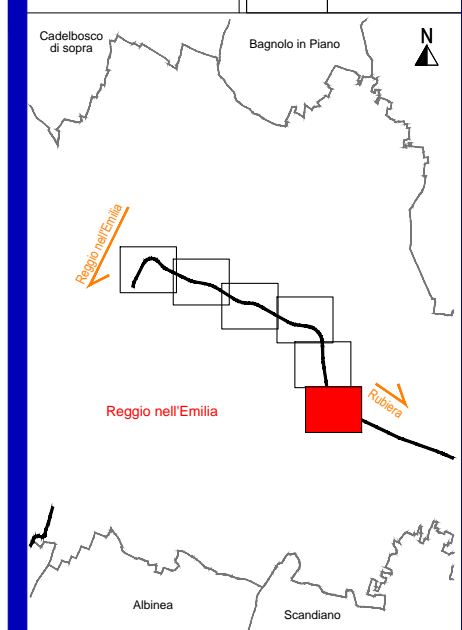 Cadelbosco
di sopra
Bagnolo in Piano
N
Reggio nell'Emilia
Rubiera
Reggio nell'Emilia
Albinea
Scandiano